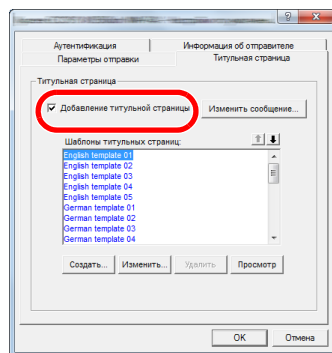 Аутентификация
Информация об отправителе
Параметры отправки
Титульная страница
Титульная страница
Добавление титульной страницы
Изменить сообщение...
Шаблоны титульных страниц:
English template 01
English template 02
English template 03
English template 04
English template 05
German template 01
German template 02
German template 03
German template 04
Создать... Изменить... Удалить Просмотр
OK Отмена